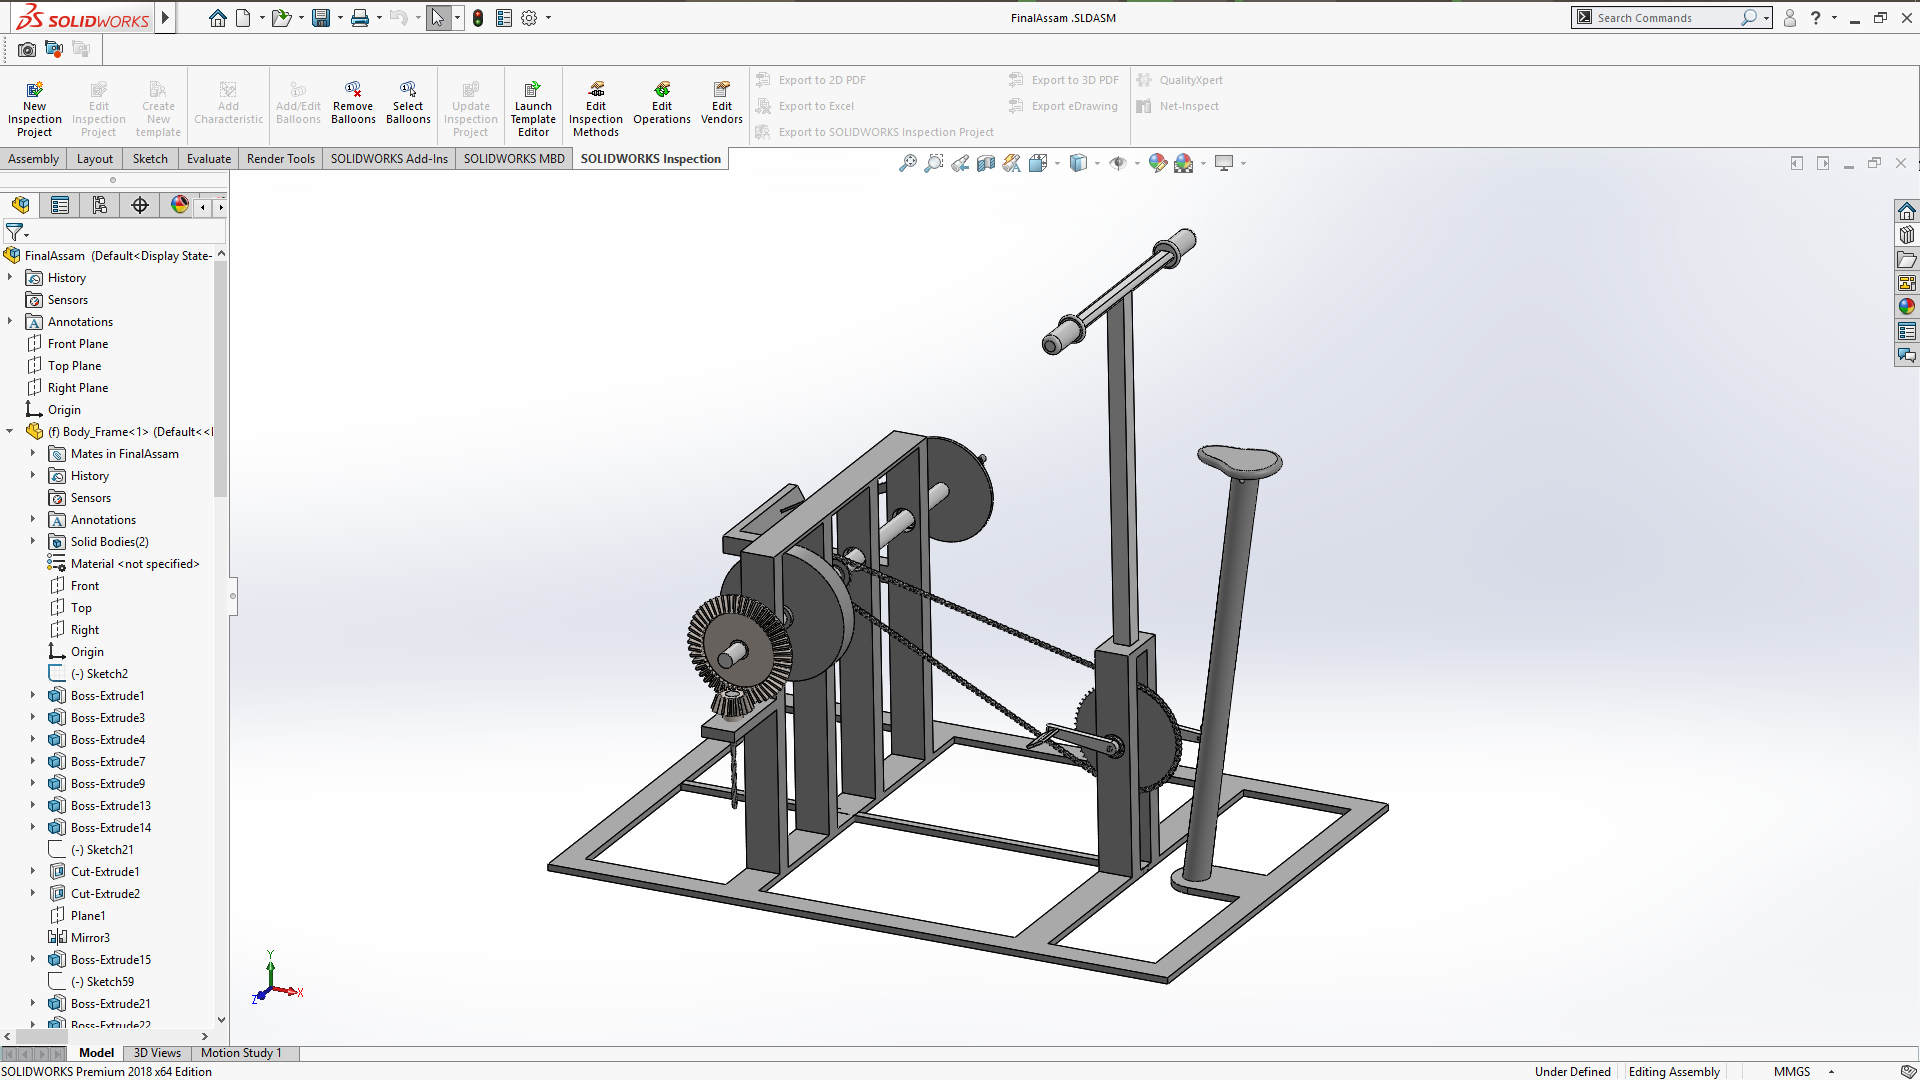 SOLIDWORKS
FinalAssam .SLDASM
Search Commands
?
New Inspection Project
Edit Inspection Project
Create New template
Add Characteristic
Add/Edit Balloons
Remove Balloons
Select Balloons
Update Inspection Project
Launch Template Editor
Edit Inspection Methods
Edit Operations
Edit Vendors
Export to 2D PDF
Export to Excel
Export to SOLIDWORKS Inspection Project
Export to 3D PDF
Export eDrawing
QualityXpert
Net-Inspect
Assembly
Layout
Sketch
Evaluate
Render Tools
SOLIDWORKS Add-Ins
SOLIDWORKS MBD
SOLIDWORKS Inspection
FinalAssam (Default<Display State-
History
Sensors
Annotations
Front Plane
Top Plane
Right Plane
Origin
(f) Body_Frame<1> (Default<<
Mates in FinalAssam
History
Sensors
Annotations
Solid Bodies(2)
Material <not specified>
Front
Top
Right
Origin
(-) Sketch2
Boss-Extrude1
Boss-Extrude3
Boss-Extrude4
Boss-Extrude7
Boss-Extrude9
Boss-Extrude13
Boss-Extrude14
(-) Sketch21
Cut-Extrude1
Cut-Extrude2
Plane1
Mirror3
Boss-Extrude15
(-) Sketch59
Boss-Extrude21
Boss-Extrude22
Y
Z
X
Model
3D Views
Motion Study 1
SOLIDWORKS Premium 2018 x64 Edition
Under Defined
Editing Assembly
MMGS